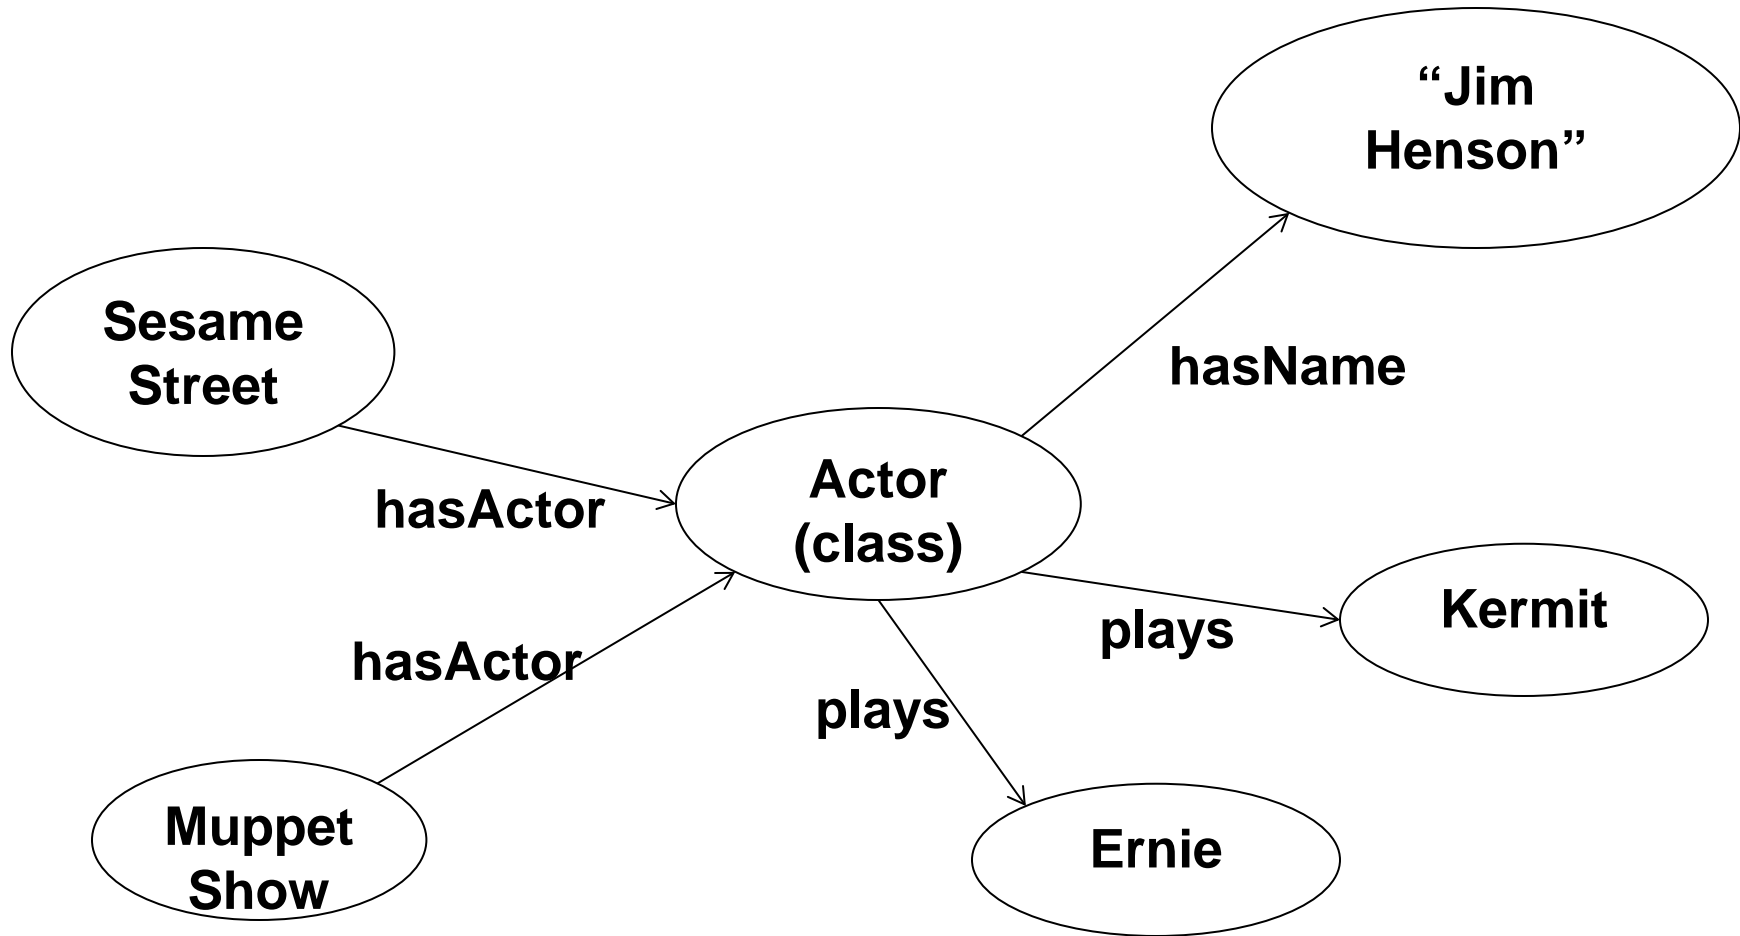 “Jim
Henson”
Sesame
Street
hasName
Actor
(class)
hasActor
Kermit
plays
hasActor
plays
Muppet
Show
Ernie